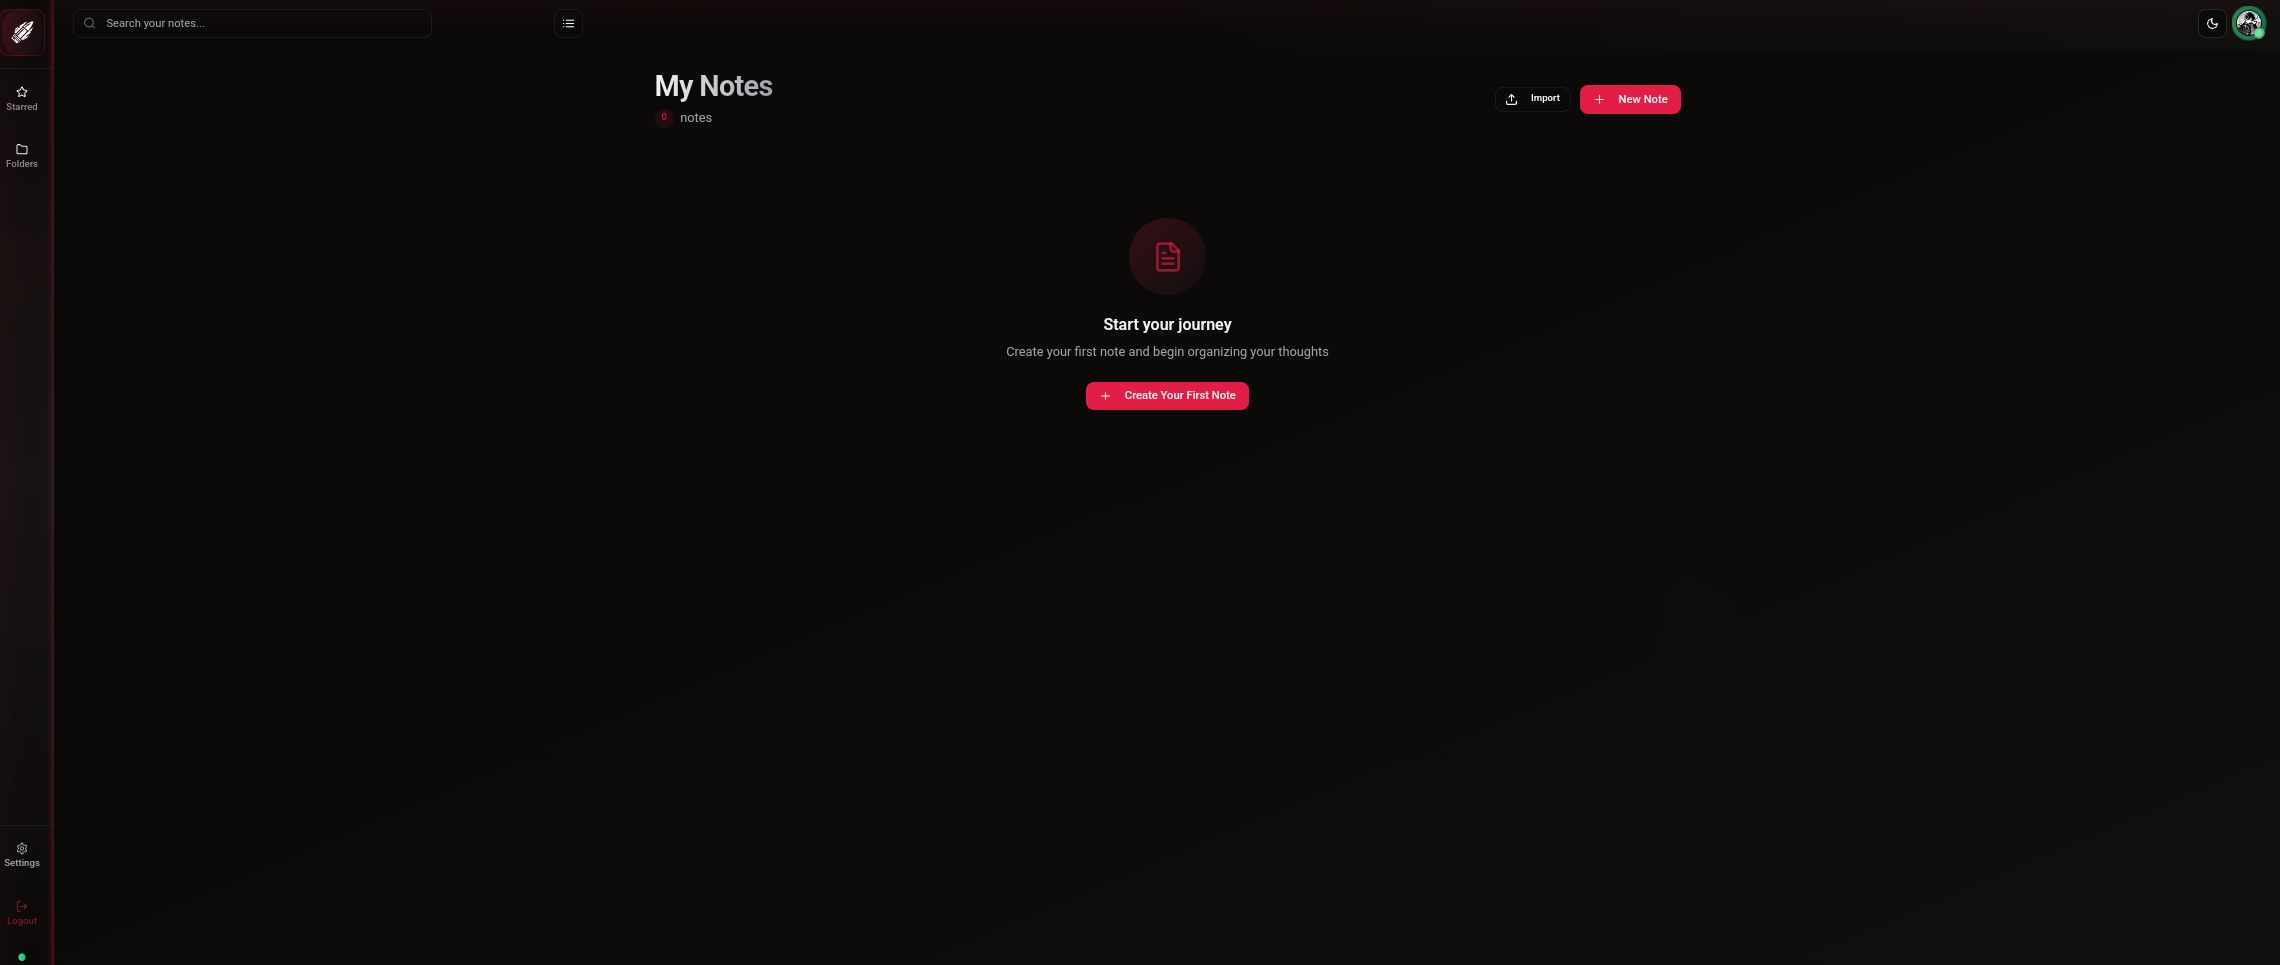 Search your notes...
Starred
Folders
My Notes
0 notes
Import
New Note
Start your journey
Create your first note and begin organizing your thoughts
Create Your First Note
Settings
Logout